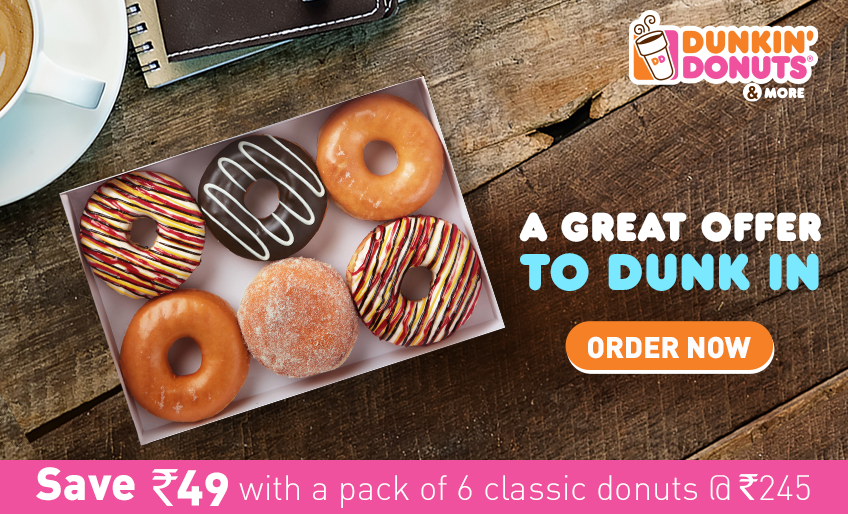 DD
DUNKIN'
DONUTS®
& MORE
A GREAT OFFER
TO DUNK IN
ORDER NOW
Save ₹49 with a pack of 6 classic donuts @ ₹245